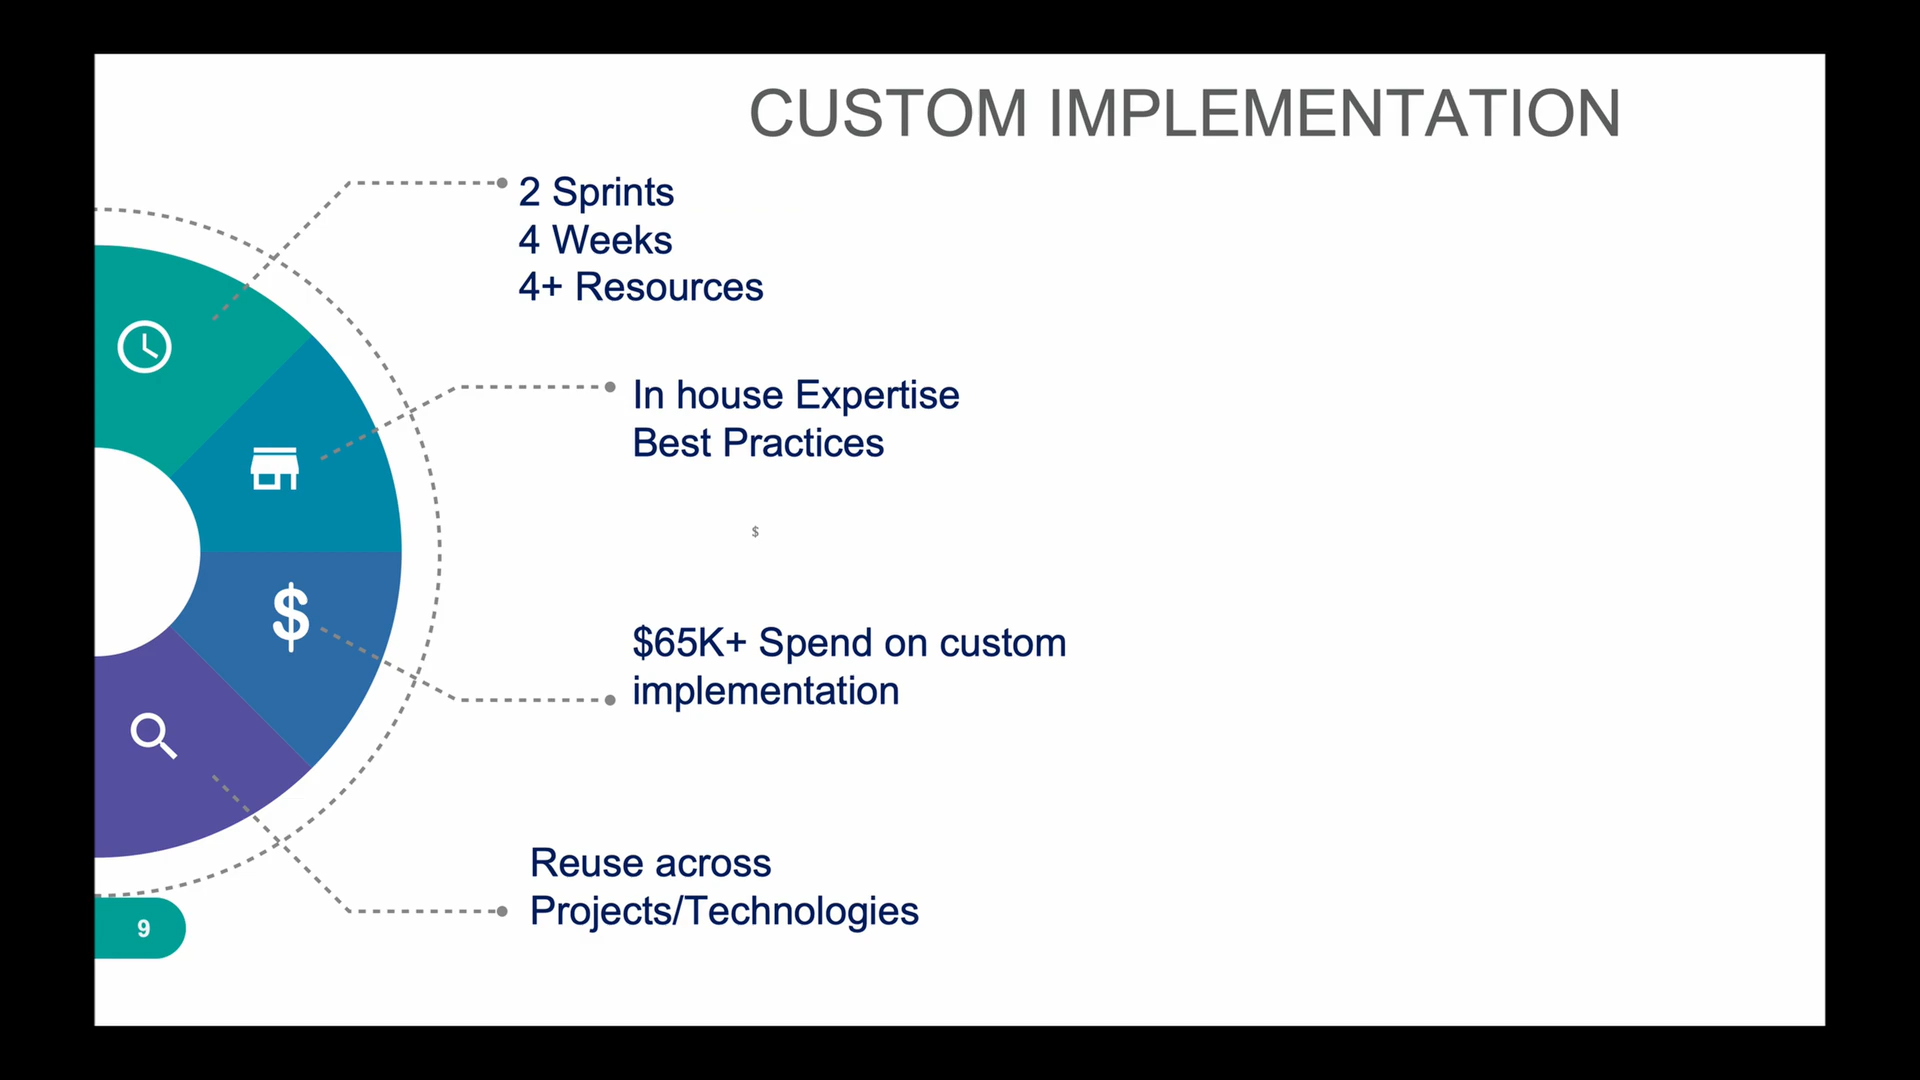 CUSTOM IMPLEMENTATION
2 Sprints
4 Weeks
4+ Resources
In house Expertise
Best Practices
$
$
$65K+ Spend on custom
implementation
Reuse across
Projects/Technologies
9